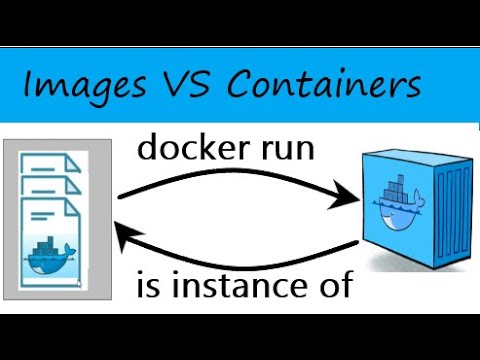 Images VS Containers
docker run
is instance of